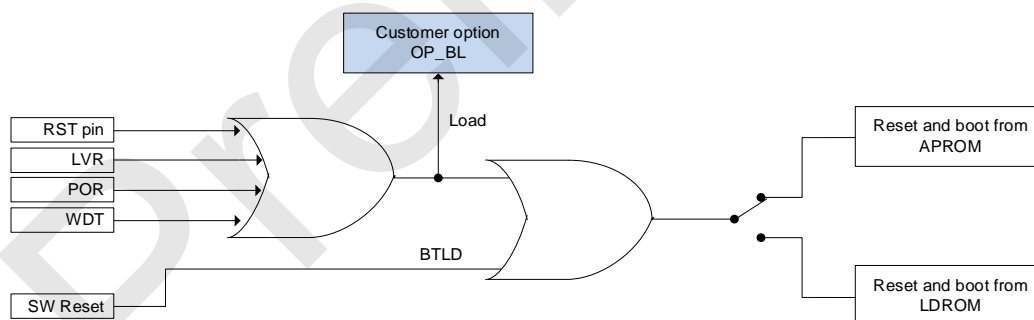 Customer option
OP_BL
Load
RST pin
LVR
POR
WDT
BTLD
SW Reset
Reset and boot from
APROM
Reset and boot from
LDROM